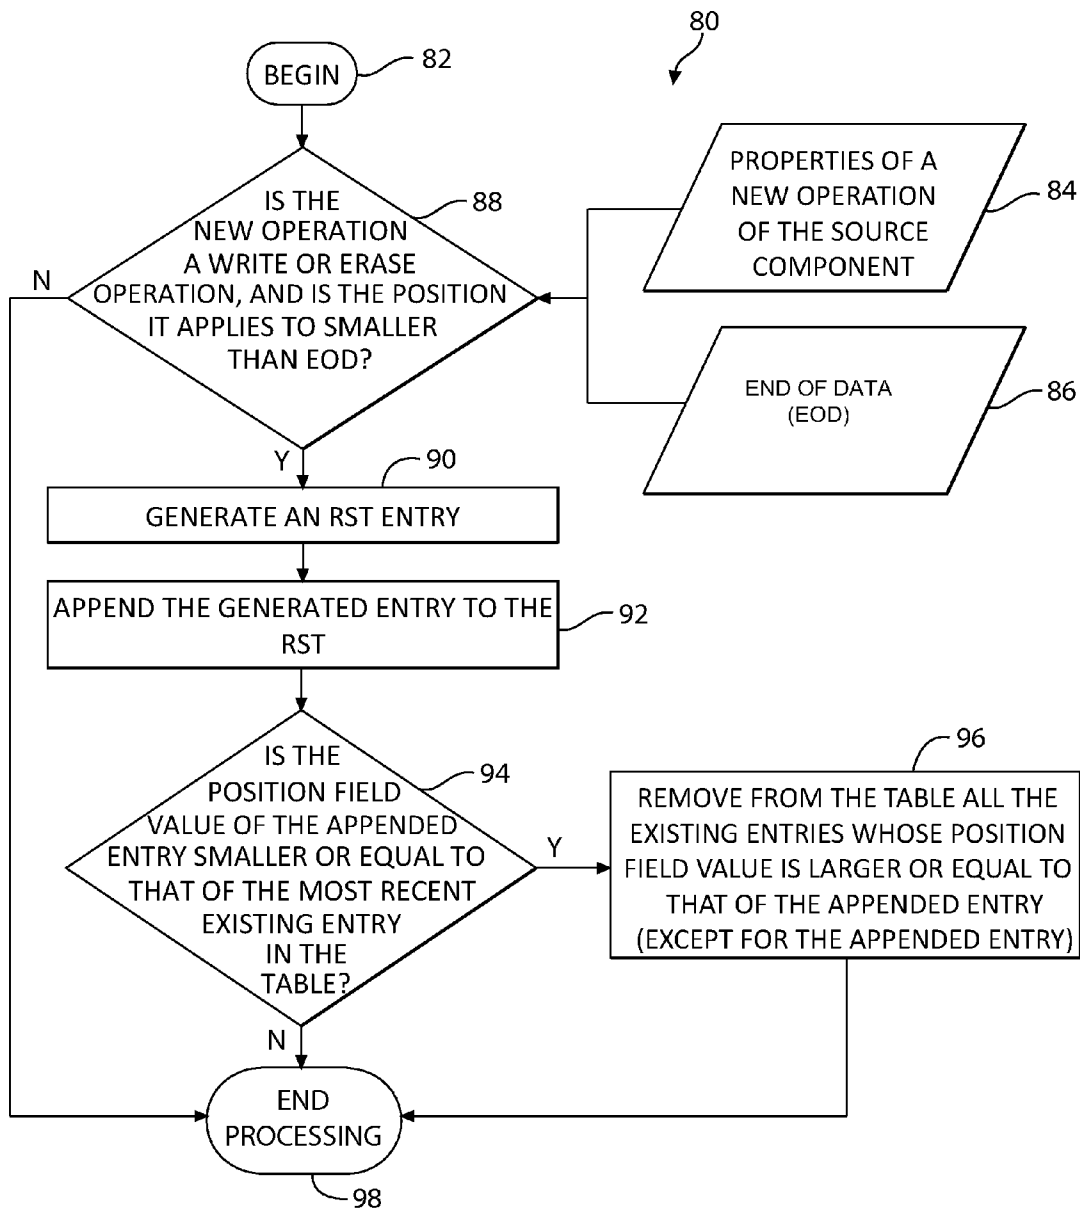 80
BEGIN
82
IS THE
NEW OPERATION
A WRITE OR ERASE
OPERATION, AND IS THE POSITION
IT APPLIES TO SMALLER
THAN EOD?
88
N
Y
PROPERTIES OF A
NEW OPERATION
OF THE SOURCE
COMPONENT
84
END OF DATA
(EOD)
86
90
GENERATE AN RST ENTRY
APPEND THE GENERATED ENTRY TO THE
RST
92
IS THE
POSITION FIELD
VALUE OF THE APPENDED
ENTRY SMALLER OR EQUAL TO
THAT OF THE MOST RECENT
EXISTING ENTRY
IN THE
TABLE?
94
Y
N
96
REMOVE FROM THE TABLE ALL THE
EXISTING ENTRIES WHOSE POSITION
FIELD VALUE IS LARGER OR EQUAL TO
THAT OF THE APPENDED ENTRY
(EXCEPT FOR THE APPENDED ENTRY)
END
PROCESSING
98